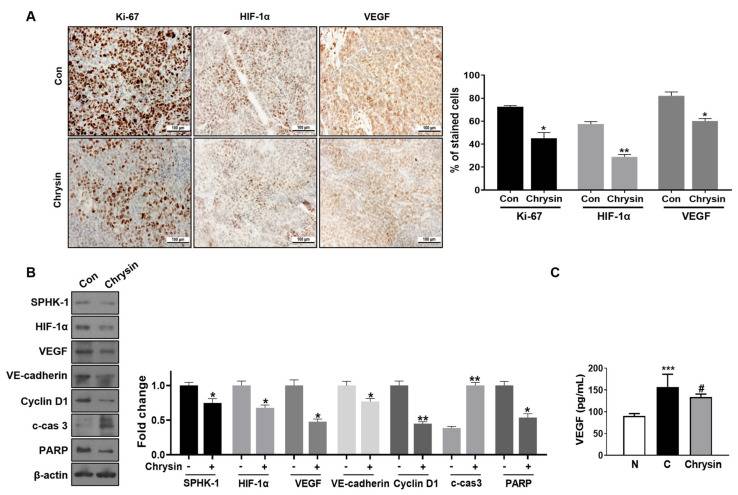 A
Ki-67 HIF-1α VEGF
Con
100 μm 100 μm 100 μm
Chrysin
100 μm 100 μm 100 μm
% of stained cells
100
80
60
40
20
0
* ** *
Con Chrysin Con Chrysin Con Chrysin
Ki-67 HIF-1α VEGF
B
Con Chrysin
SPHK-1
HIF-1α
VEGF
VE-cadherin
Cyclin D1
c-cas 3
PARP
β-actin
Fold change
1.0
0.5
0.0
* * * * ** ** *
Chrysin - + - + - + - + - + - + - +
SPHK-1 HIF-1α VEGF VE-cadherin Cyclin D1 c-cas3 PARP
C
VEGF (pg/mL)
200
150
100
50
0
*** #
N C Chrysin